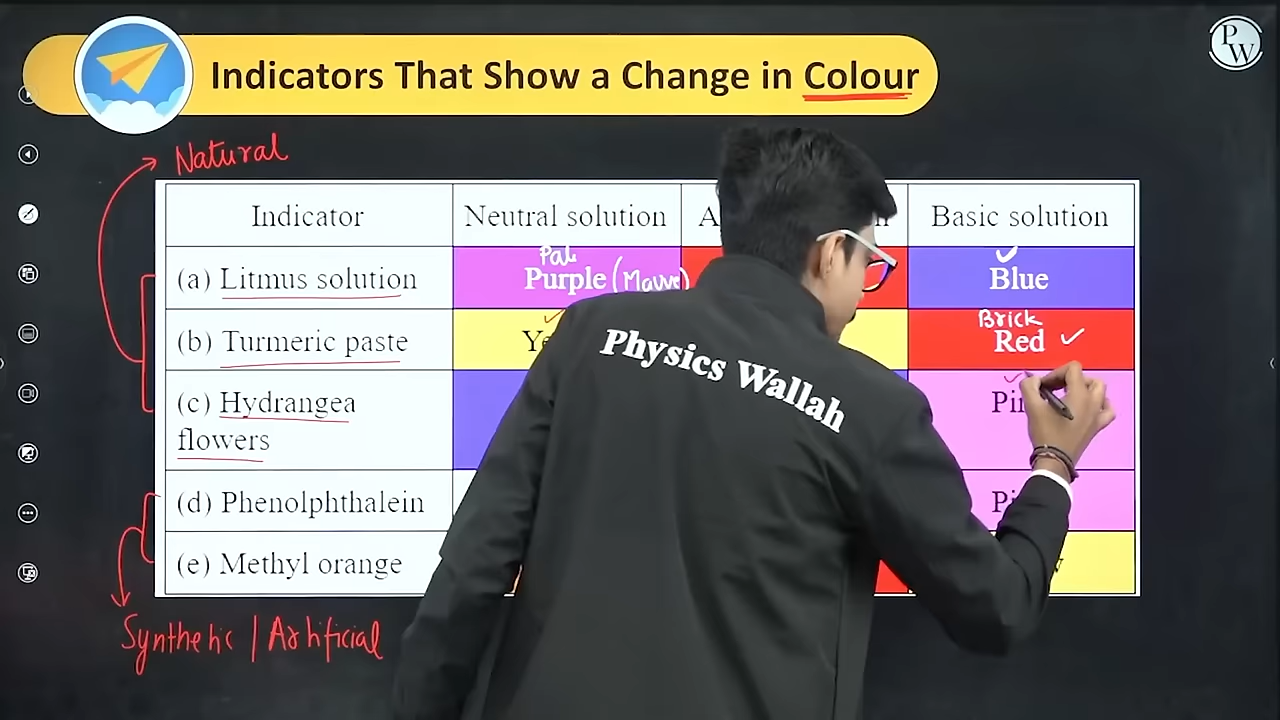 Indicators That Show a Change in Colour
PW
Natural
Indicator
Neutral solution
Basic solution
(a) Litmus solution
Pale
Purple (Mauve)
Blue
(b) Turmeric paste
Brick
Red
(c) Hydrangea
flowers
(d) Phenolphthalein
(e) Methyl orange
Physics Wallah
Synthetic / Artificial